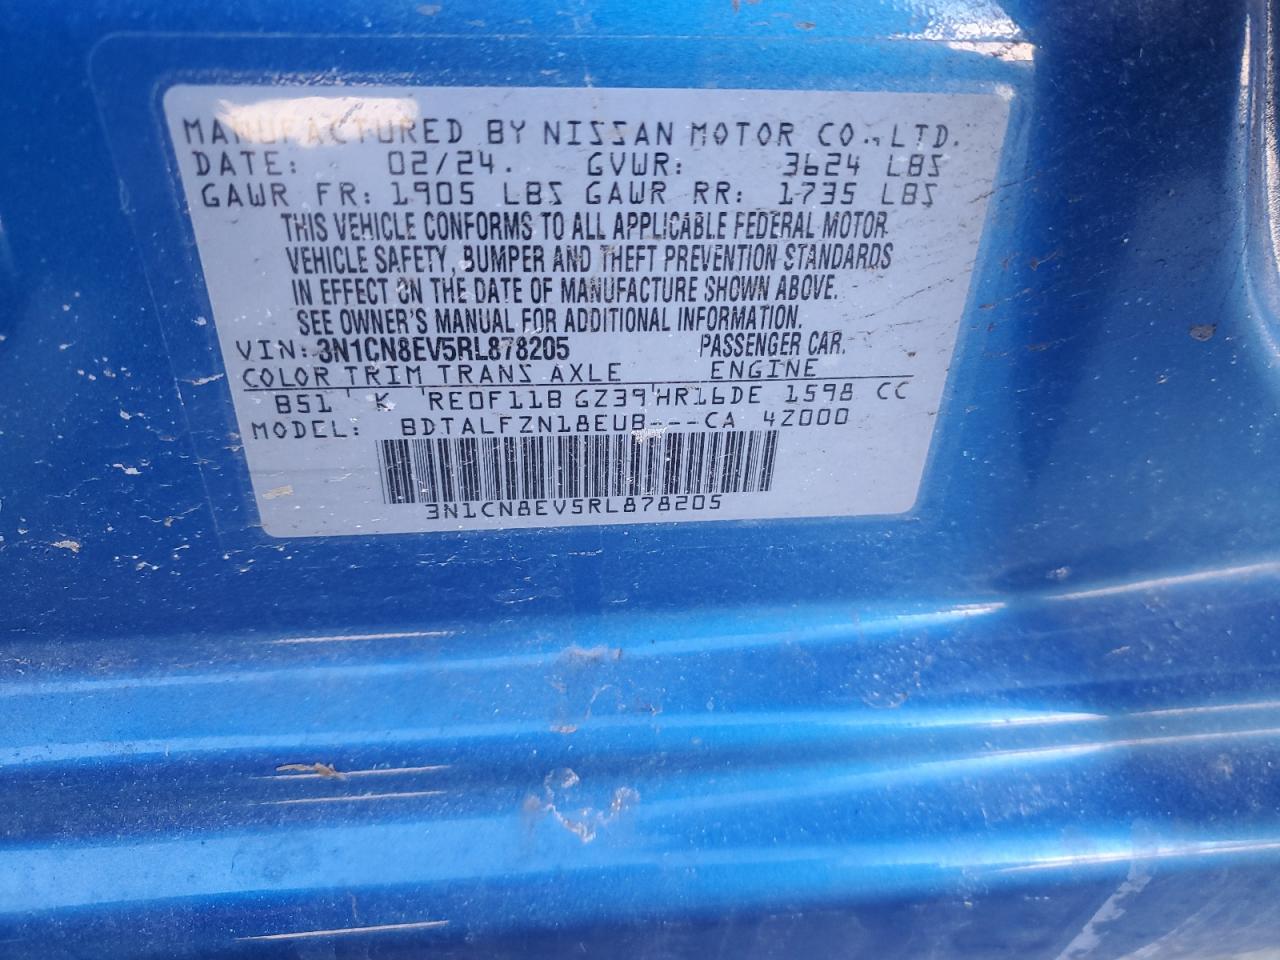 MANUFACTURED BY NISSAN MOTOR CO., LTD.
DATE: 02/24. GVWR: 3624 LBS
GAWR FR: 1905 LBS GAWR RR: 1735 LBS
THIS VEHICLE CONFORMS TO ALL APPLICABLE FEDERAL MOTOR
VEHICLE SAFETY, BUMPER AND THEFT PREVENTION STANDARDS
IN EFFECT ON THE DATE OF MANUFACTURE SHOWN ABOVE.
SEE OWNER'S MANUAL FOR ADDITIONAL INFORMATION.
VIN: 3N1CN8EV5RL878205 PASSENGER CAR.
COLOR TRIM TRANS AXLE ENGINE
B51 K RE0F11B GZ39 HR16DE 1598 CC
MODEL: BDTALFZN18EUB---CA 4Z000
3N1CN8EV5RL878205